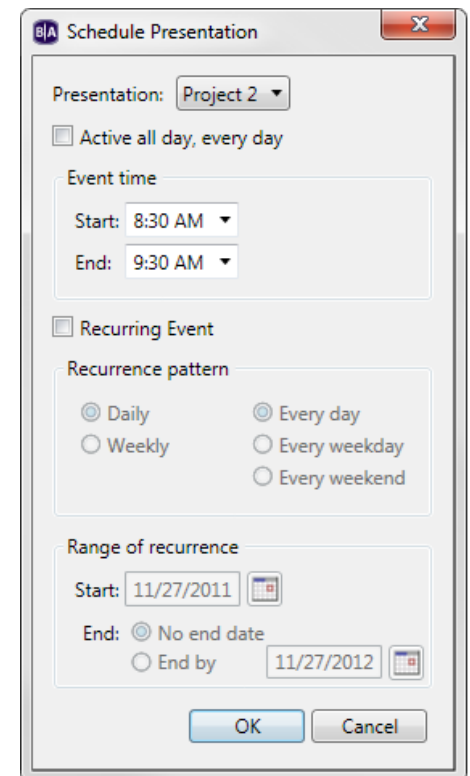 B|A Schedule Presentation
Presentation: Project 2
Active all day, every day
Event time
Start: 8:30 AM
End: 9:30 AM
Recurring Event
Recurrence pattern
Daily Every day
Weekly Every weekday
Every weekend
Range of recurrence
Start: 11/27/2011
End: No end date
End by 11/27/2012
OK Cancel